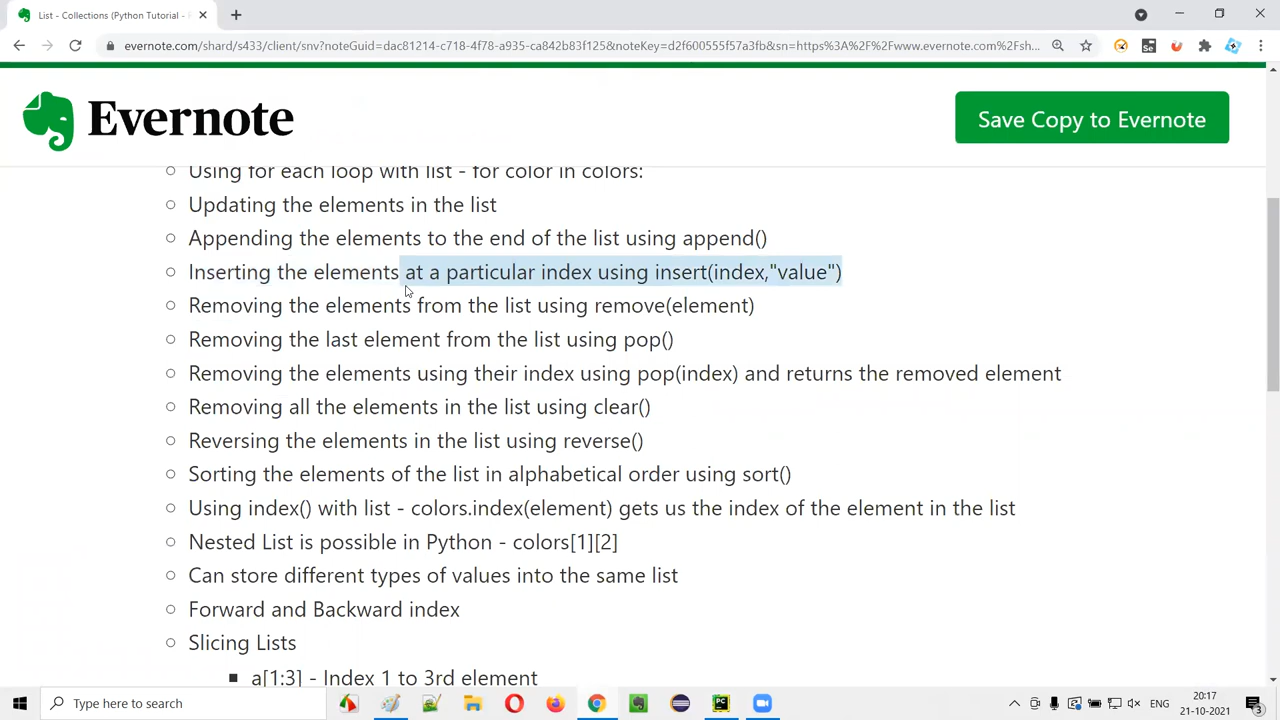 List - Collections (Python Tutorial - 
evernote.com/shard/s433/client/snv?noteGuid=dac81214-c718-4f78-a935-ca842b83f125&noteKey=d2f600555f57a3fb&sn=https%3A%2F%2Fwww.evernote.com%2Fsh...
Evernote
Save Copy to Evernote
Using for each loop with list - for color in colors:
Updating the elements in the list
Appending the elements to the end of the list using append()
Inserting the elements at a particular index using insert(index,"value")
Removing the elements from the list using remove(element)
Removing the last element from the list using pop()
Removing the elements using their index using pop(index) and returns the removed element
Removing all the elements in the list using clear()
Reversing the elements in the list using reverse()
Sorting the elements of the list in alphabetical order using sort()
Using index() with list - colors.index(element) gets us the index of the element in the list
Nested List is possible in Python - colors[1][2]
Can store different types of values into the same list
Forward and Backward index
Slicing Lists
a[1:3] - Index 1 to 3rd element
Type here to search
ENG
20:17
21-10-2021
3